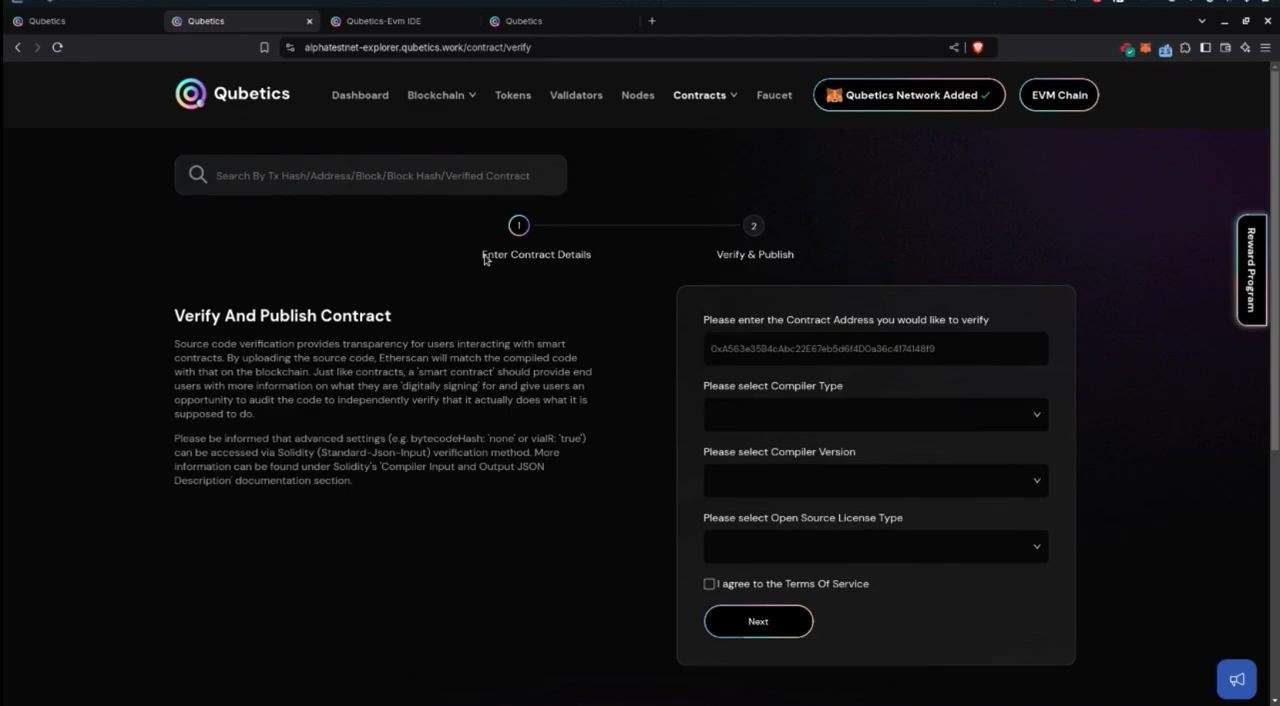 Qubetics
Qubetics
Qubetics-Evm IDE
Qubetics
alphatestnet-explorer.qubetics.work/contract/verify
Qubetics
Dashboard
Blockchain
Tokens
Validators
Nodes
Contracts
Faucet
Qubetics Network Added
EVM Chain
Search By Tx Hash/Address/Block/Block Hash/Verified Contract
1
2
Enter Contract Details
Verify & Publish
Reward Program
Verify And Publish Contract
Source code verification provides transparency for users interacting with smart
contracts. By uploading the source code, Etherscan will match the compiled code
with that on the blockchain. Just like contracts, a 'smart contract' should provide end
users with more information on what they are 'digitally signing' for and give users an
opportunity to audit the code to independently verify that it actually does what it is
supposed to do.
Please be informed that advanced settings (e.g. bytecodeHash: 'none' or viaIR: 'true')
can be accessed via Solidity (Standard-Json-Input) verification method. More
information can be found under Solidity's 'Compiler Input and Output JSON
Description' documentation section.
Please enter the Contract Address you would like to verify
0xA563e35B4cAbc22E67eb5d6f4D0a36c4174148f9
Please select Compiler Type
Please select Compiler Version
Please select Open Source License Type
I agree to the Terms Of Service
Next